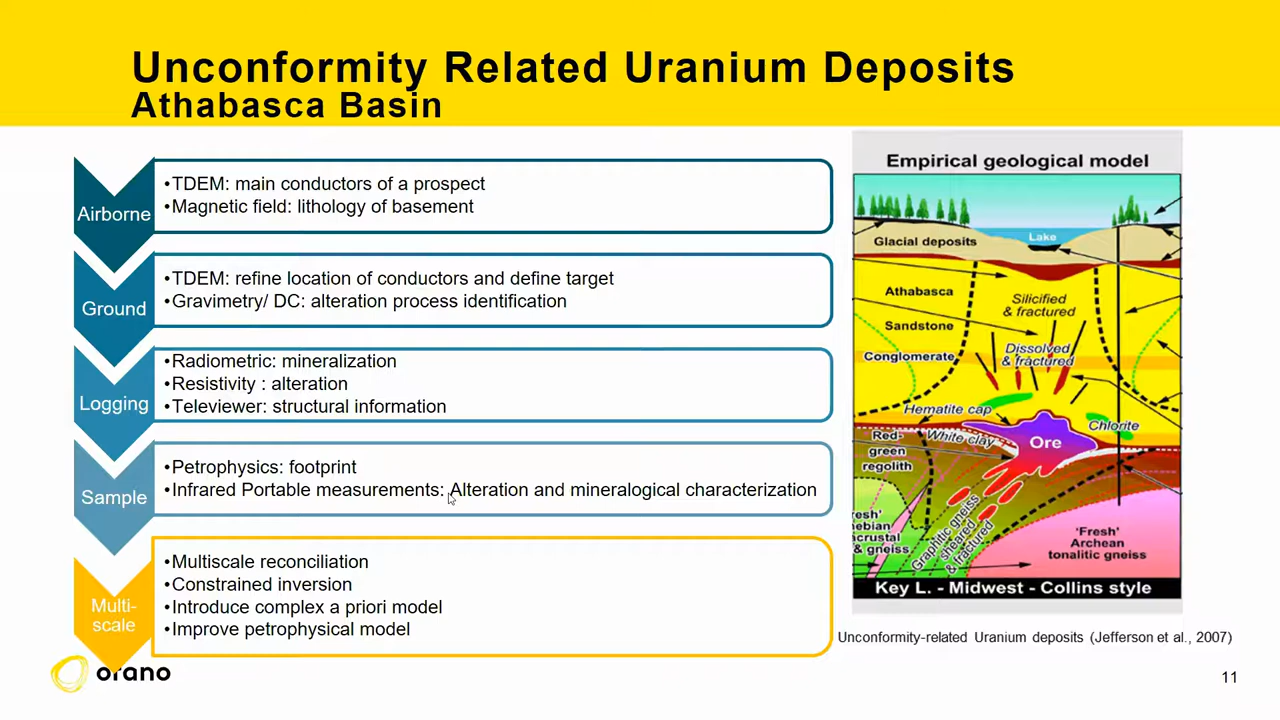 Unconformity Related Uranium Deposits
Athabasca Basin
Airborne
•TDEM: main conductors of a prospect
•Magnetic field: lithology of basement
Ground
•TDEM: refine location of conductors and define target
•Gravimetry/ DC: alteration process identification
Logging
•Radiometric: mineralization
•Resistivity : alteration
•Televiewer: structural information
Sample
•Petrophysics: footprint
•Infrared Portable measurements: Alteration and mineralogical characterization
Multi-
scale
•Multiscale reconciliation
•Constrained inversion
•Introduce complex a priori model
•Improve petrophysical model
Empirical geological model
Glacial deposits
Lake
Athabasca
Silicified
& fractured
Sandstone
Dissolved
& fractured
Conglomerate
Hematite cap
Chlorite
Red-
green
regolith
White clay
Ore
Graphitic gneiss
sheared
& fractured
resh'
ebian
crustal
& gneiss
'Fresh'
Archean
tonalitic gneiss
Key L. - Midwest - Collins style
Unconformity-related Uranium deposits (Jefferson et al., 2007)
orano
11